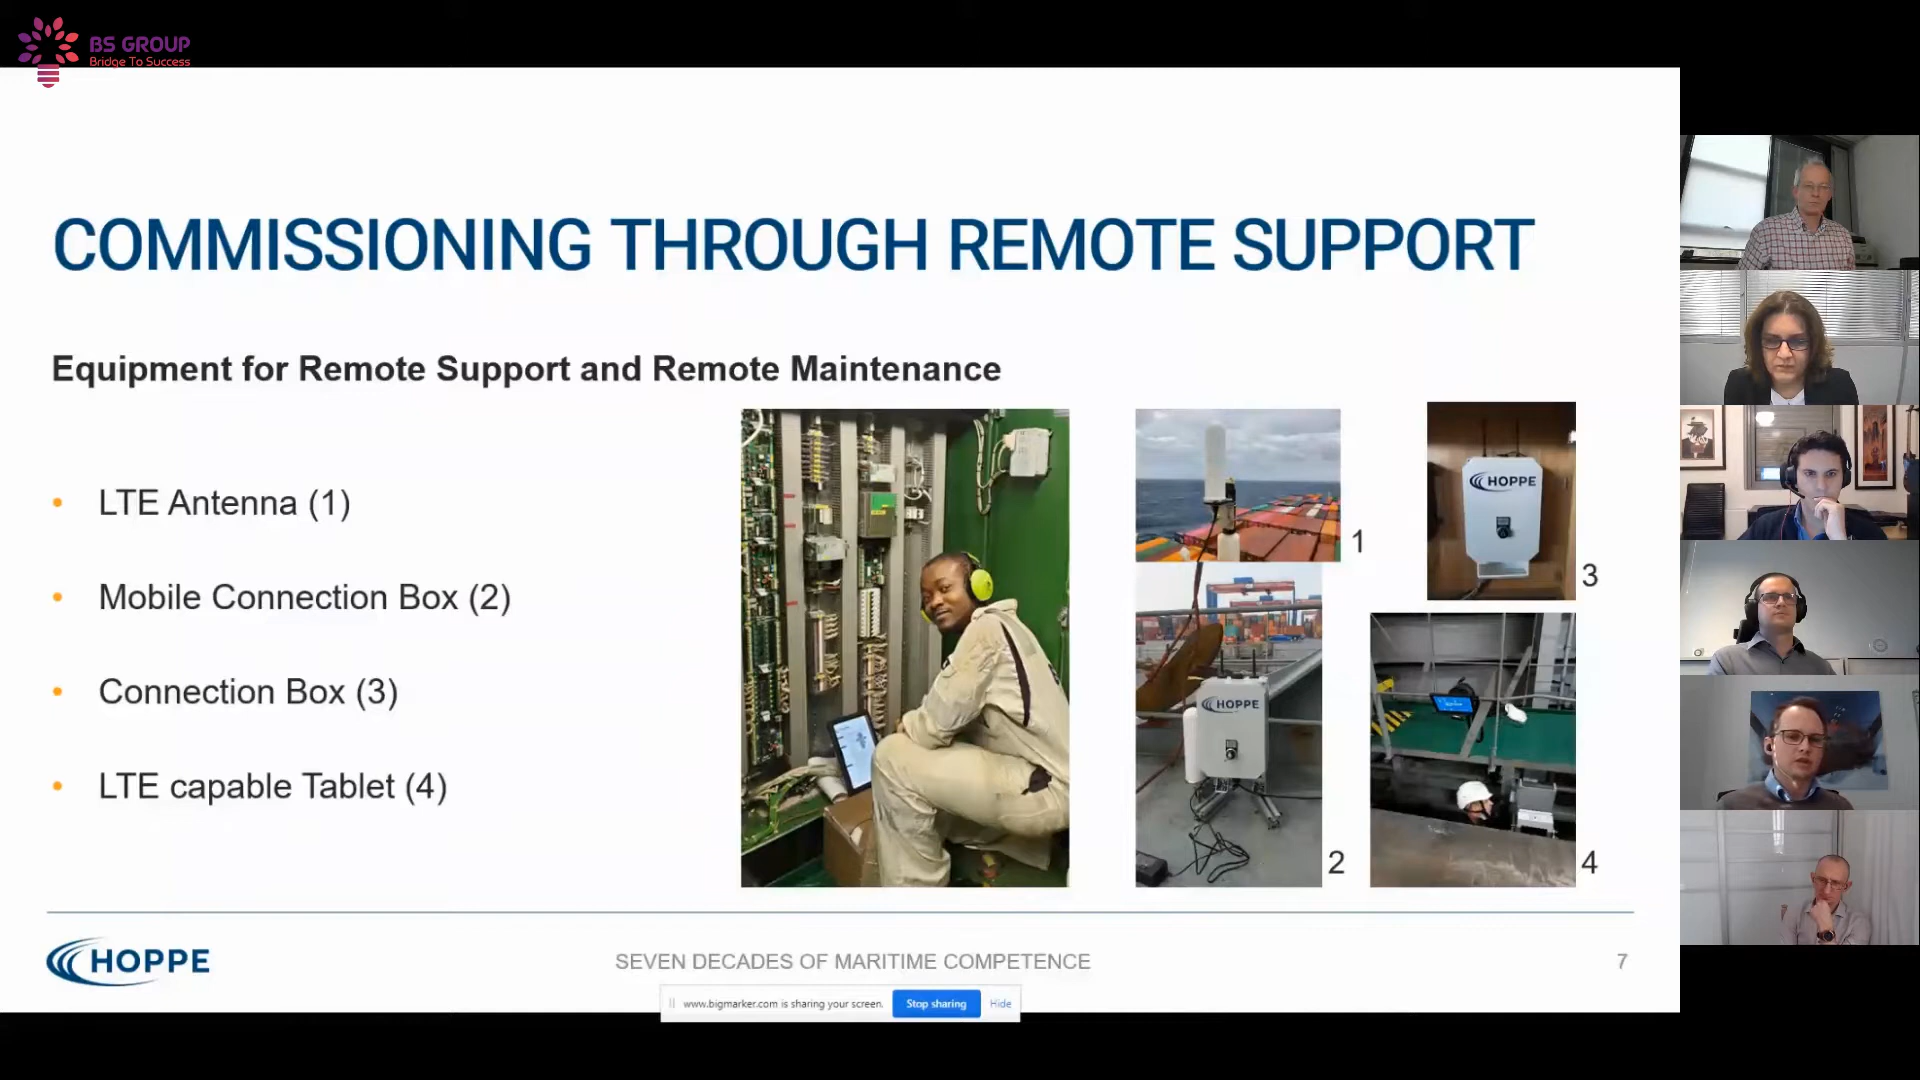 BS GROUP
Bridge To Success
COMMISSIONING THROUGH REMOTE SUPPORT
Equipment for Remote Support and Remote Maintenance
• LTE Antenna (1)
• Mobile Connection Box (2)
• Connection Box (3)
• LTE capable Tablet (4)
1
HOPPE
3
HOPPE
2
4
HOPPE
SEVEN DECADES OF MARITIME COMPETENCE
7
www.bigmarker.com is sharing your screen.
Stop sharing
Hide